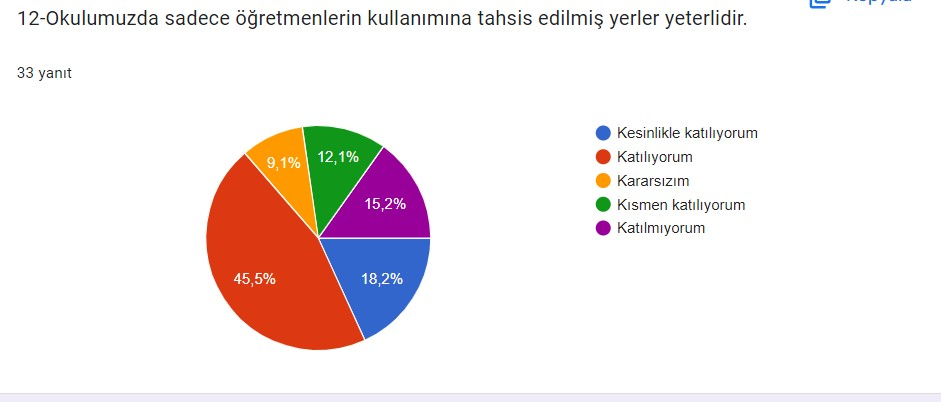 12-Okulumuzda sadece öğretmenlerin kullanımına tahsis edilmiş yerler yeterlidir.
33 yanıt
9,1%
12,1%
15,2%
45,5%
18,2%
Kesinlikle katılıyorum
Katılıyorum
Kararsızım
Kısmen katılıyorum
Katılmıyorum